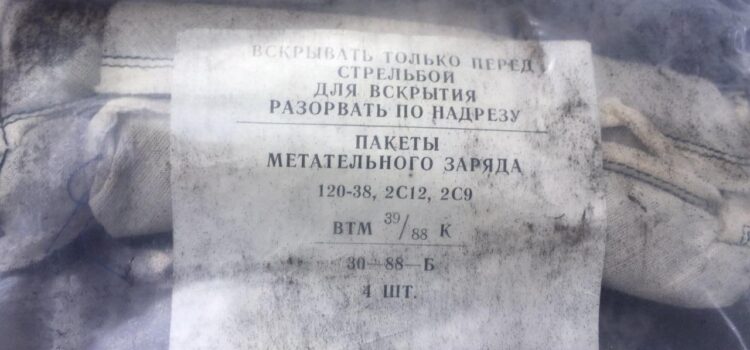 ВСКРЫВАТЬ ТОЛЬКО ПЕРЕД
СТРЕЛЬБОЙ
ДЛЯ ВСКРЫТИЯ
РАЗОРВАТЬ ПО НАДРЕЗУ
ПАКЕТЫ
МЕТАТЕЛЬНОГО ЗАРЯДА
120-38, 2С12, 2С9
ВТМ 39/88 К
30—88—Б
4 ШТ.